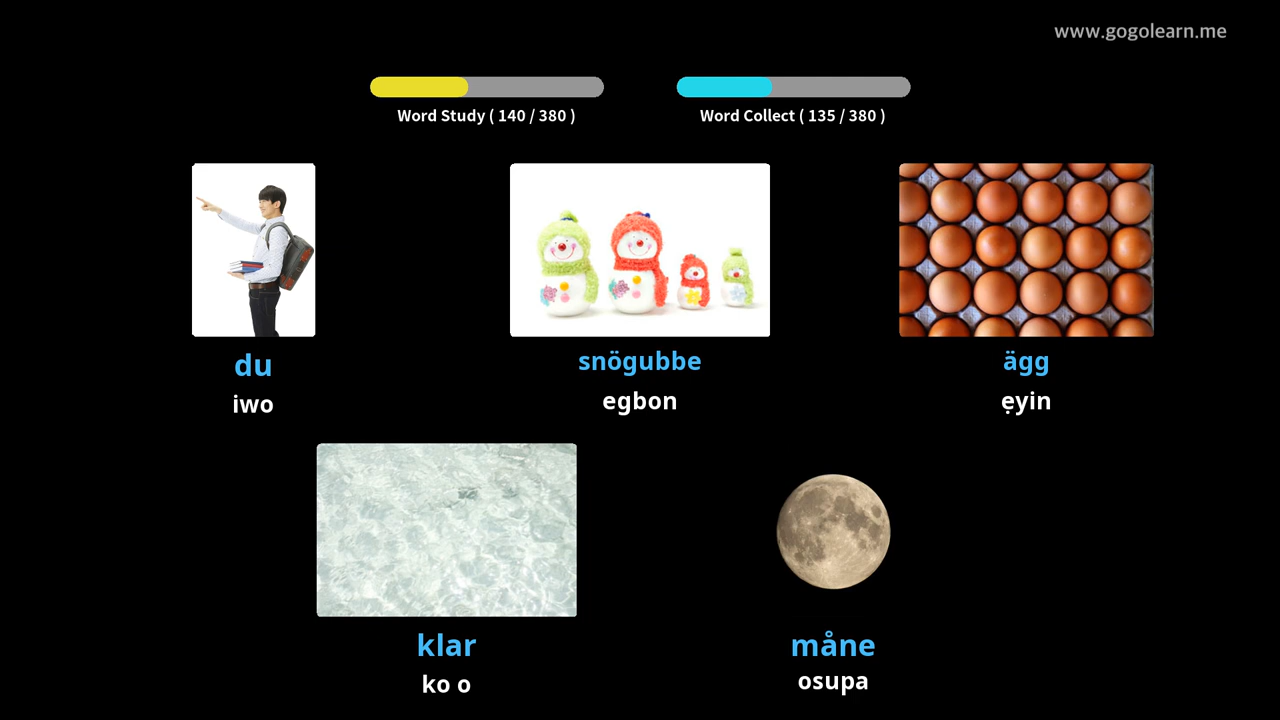 www.gogolearn.me
Word Study ( 140 / 380 )
Word Collect ( 135 / 380 )
du
iwo
snögubbe
egbon
ägg
ẹyin
klar
ko o
måne
osupa